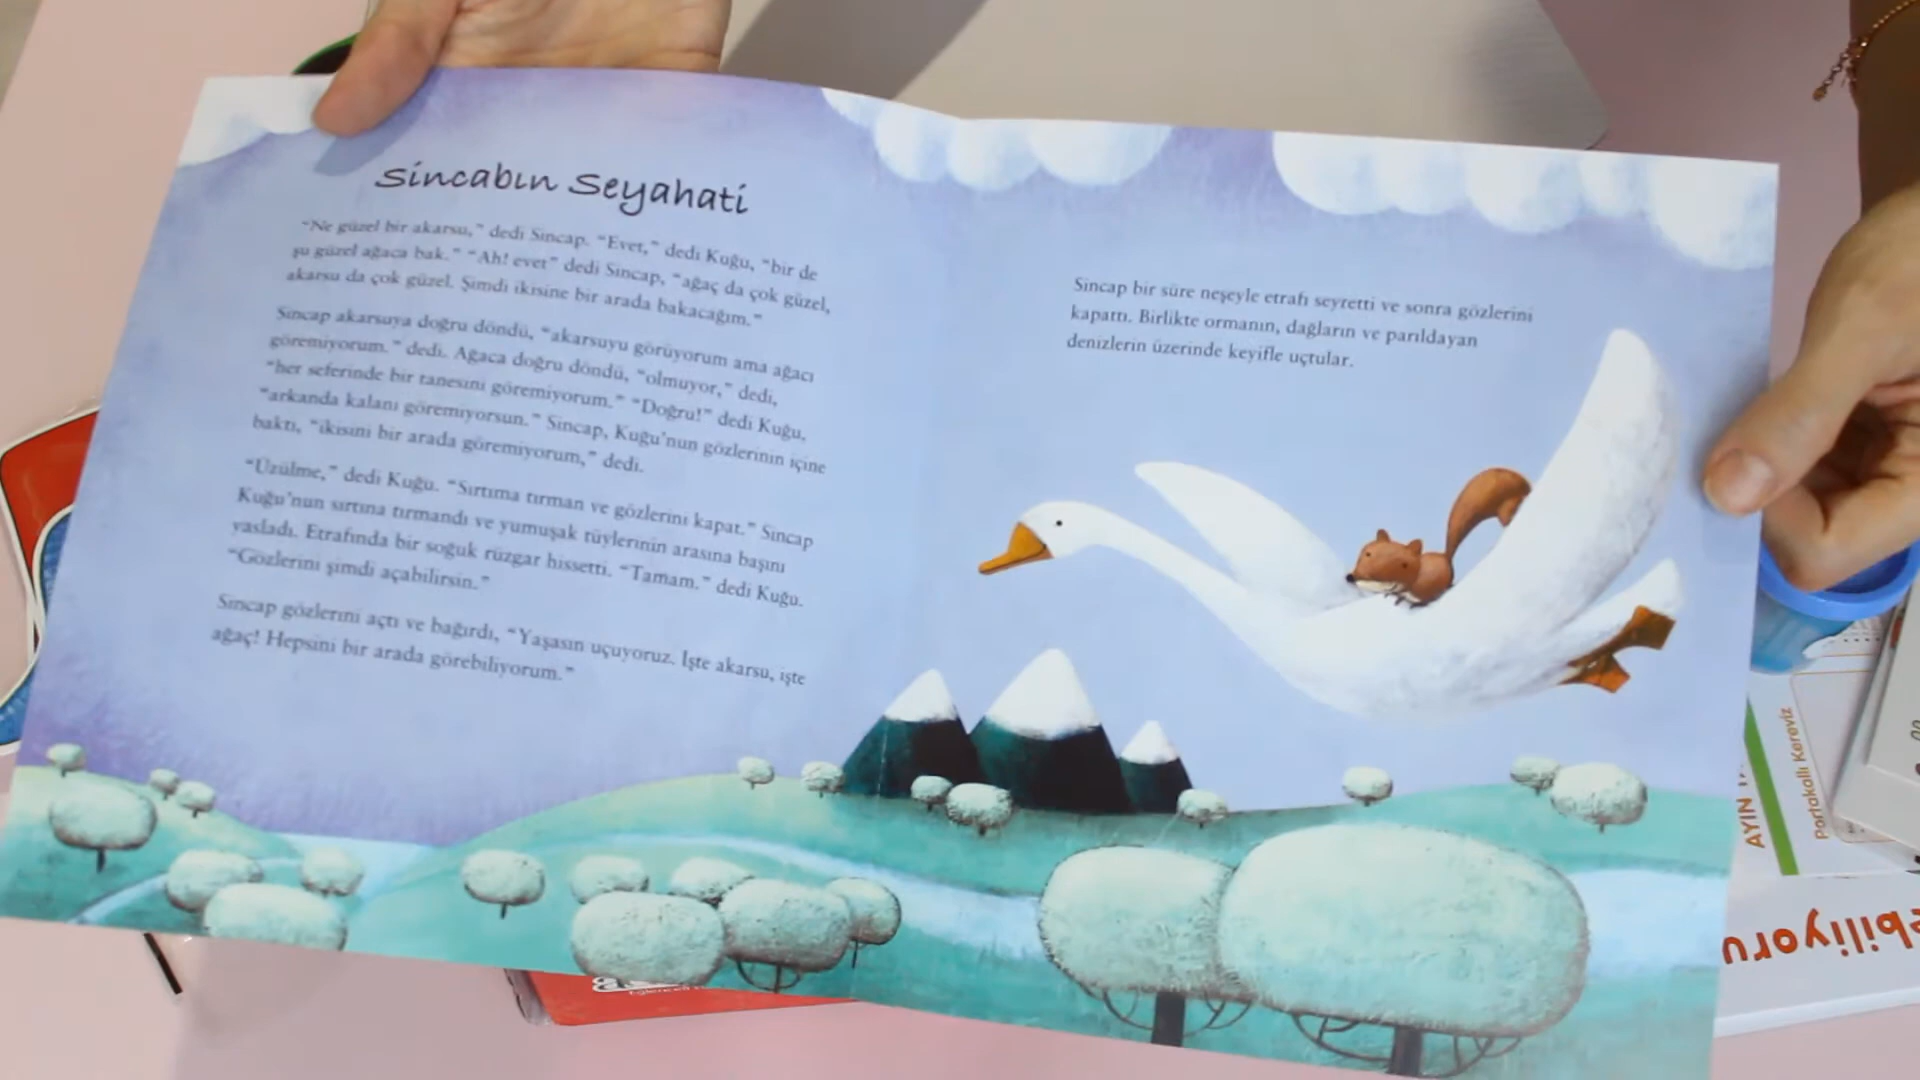 Sincabın Seyahati
"Ne güzel bir akarsu," dedi Sincap. "Evet," dedi Kuğu, "bir de
şu güzel ağaca bak." "Ah! evet" dedi Sincap, "ağaç da çok güzel,
akarsu da çok güzel. Şimdi ikisine bir arada bakacağım."
Sincap akarsuya doğru döndü, "akarsuyu görüyorum ama ağacı
göremiyorum." dedi. Ağaca doğru döndü, "olmuyor," dedi,
"her seferinde bir tanesini göremiyorum." "Doğru!" dedi Kuğu,
"arkanda kalanı göremiyorsun." Sincap, Kuğu'nun gözlerinin içine
baktı, "ikisini bir arada göremiyorum," dedi.
"Üzülme," dedi Kuğu. "Sırtıma tırman ve gözlerini kapat." Sincap
Kuğu'nun sırtına tırmandı ve yumuşak tüylerinin arasına başını
yasladı. Etrafında bir soğuk rüzgar hissetti. "Tamam." dedi Kuğu.
"Gözlerini şimdi açabilirsin."
Sincap gözlerini açtı ve bağırdı, "Yaşasın uçuyoruz. İşte akarsu, işte
ağaç! Hepsini bir arada görebiliyorum."
Sincap bir süre neşeyle etrafı seyretti ve sonra gözlerini
kapattı. Birlikte ormanın, dağların ve parıldayan
denizlerin üzerinde keyifle uçtular.
AYIN
Portakallı Kereviz
ebiliyoru